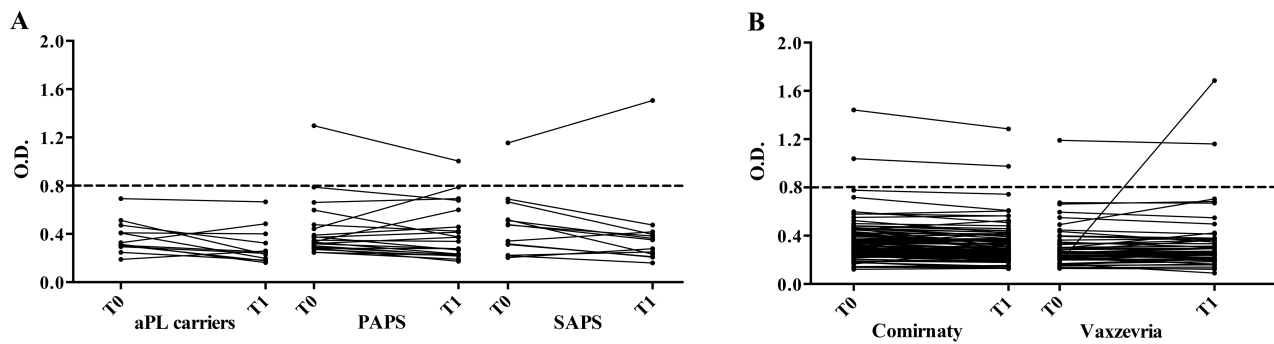 A
O.D.
2.0
1.6
1.2
0.8
0.4
0.0
T0 T1 T0 T1 T0 T1
aPL carriers PAPS SAPS
B
O.D.
2.0
1.6
1.2
0.8
0.4
0.0
T0 T1 T0 T1
Comirnaty Vaxzevria